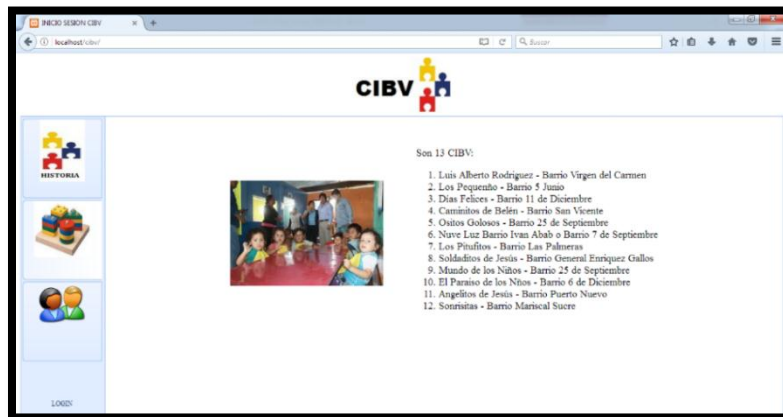 INICIO SESION CIBV
localhost/cibv/
Buscar
CIBV
HISTORIA
Son 13 CIBV:
1. Luis Alberto Rodriguez - Barrio Virgen del Carmen
2. Los Pequeñño - Barrio 5 Junio
3. Días Felices - Barrio 11 de Diciembre
4. Caminitos de Belén - Barrio San Vicente
5. Ositos Golosos - Barrio 25 de Septiembre
6. Nuve Luz Barrio Ivan Abab o Barrio 7 de Septiembre
7. Los Pitufitos - Barrio Las Palmeras
8. Soldaditos de Jesús - Barrio General Enriquez Gallos
9. Mundo de los Niños - Barrio 25 de Septiembre
10. El Paraiso de los Nños - Barrio 6 de Diciembre
11. Angelitos de Jesús - Barrio Puerto Nuevo
12. Sonrisitas - Barrio Mariscal Sucre
LOGIN